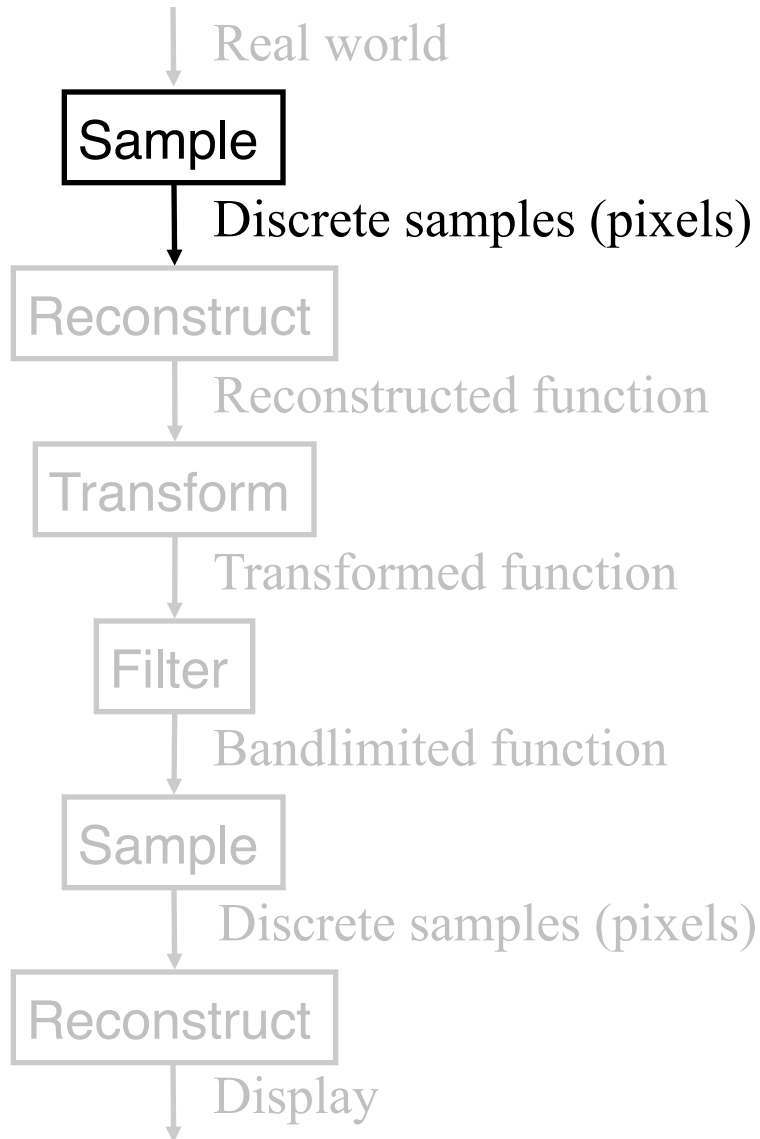 Real world
Sample
Discrete samples (pixels)
Reconstruct
Reconstructed function
Transform
Transformed function
Filter
Bandlimited function
Sample
Discrete samples (pixels)
Reconstruct
Display